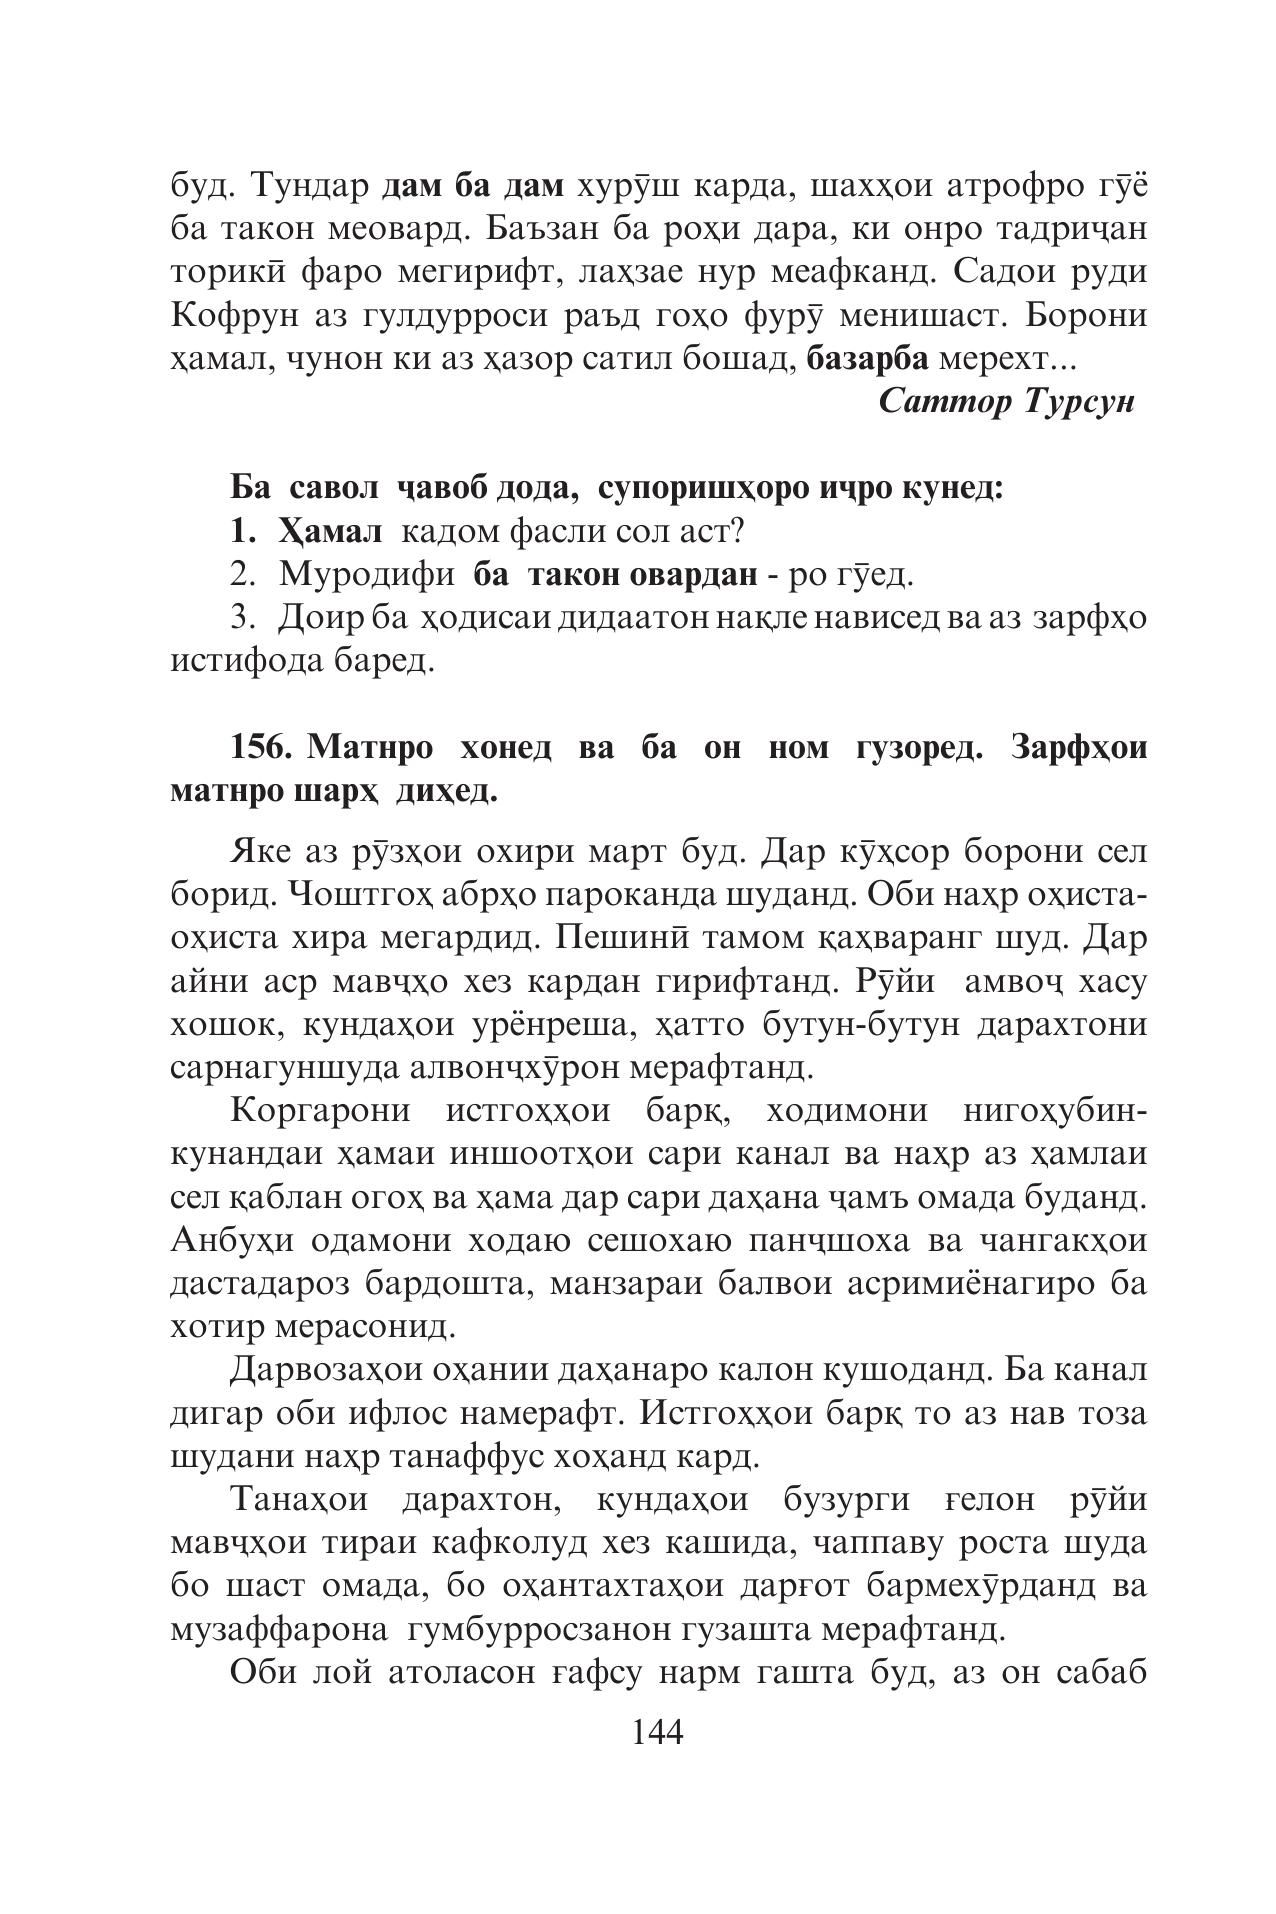 буд. Тундар дам ба дам хурӯш карда, шаххои атрофро гӯё
ба такон меовард. Баъзан ба роҳи дара, ки онро тадриҷан
торикӣ фаро мегирифт, лаҳзае нур меафканд. Садои руди
Кофрун аз гулдурроси раъд гоҳо фурӯ менишаст. Борони
ҳамал, чунон ки аз ҳазор сатил бошад, базарба мерехт...
Саттор Турсун
Ба савол ҷавоб дода, супоришҳоро иҷро кунед:
1. Ҳамал кадом фасли сол аст?
2. Муродифи ба такон овардан - ро гӯед.
3. Доир ба ҳодисаи дидаатон нақле нависед ва аз зарфҳо
истифода баред.
156. Матнро хонед ва ба он ном гузоред. Зарфҳои
матнро шарҳ диҳед.
Яке аз рӯзҳои охири март буд. Дар кӯҳсор борони сел
борид. Чоштгоҳ абрҳо пароканда шуданд. Оби наҳр оҳиста-
оҳиста хира мегардид. Пешинӣ тамом қаҳваранг шуд. Дар
айни аср мавҷҳо хез кардан гирифтанд. Рӯйи амвоҷ хасу
хошок, кундаҳои урёнреша, ҳатто бутун-бутун дарахтони
сарнагуншуда алвонҷхӯрон мерафтанд.
Коргарони истгоҳҳои барқ, ходимони нигоҳубин-
кунандаи ҳамаи иншоотҳои сари канал ва наҳр аз ҳамлаи
сел қаблан огоҳ ва ҳама дар сари даҳана ҷамъ омада буданд.
Анбуҳи одамони ходаю сешохаю панҷшоха ва чангакҳои
дастадароз бардошта, манзараи балвои асримиёнагиро ба
хотир мерасонид.
Дарвозаҳои оҳании даҳанаро калон кушоданд. Ба канал
дигар оби ифлос намерафт. Истгоҳҳои барқ то аз нав тоза
шудани наҳр танаффус хоҳанд кард.
Танаҳои дарахтон, кундаҳои бузурги ғелон рӯйи
мавҷҳои тираи кафколуд хез кашида, чаппаву роста шуда
бо шаст омада, бо оҳантахтаҳои дарғот бармехӯрданд ва
музаффарона гумбурросзанон гузашта мерафтанд.
Оби лой атоласон ғафсу нарм гашта буд, аз он сабаб
144